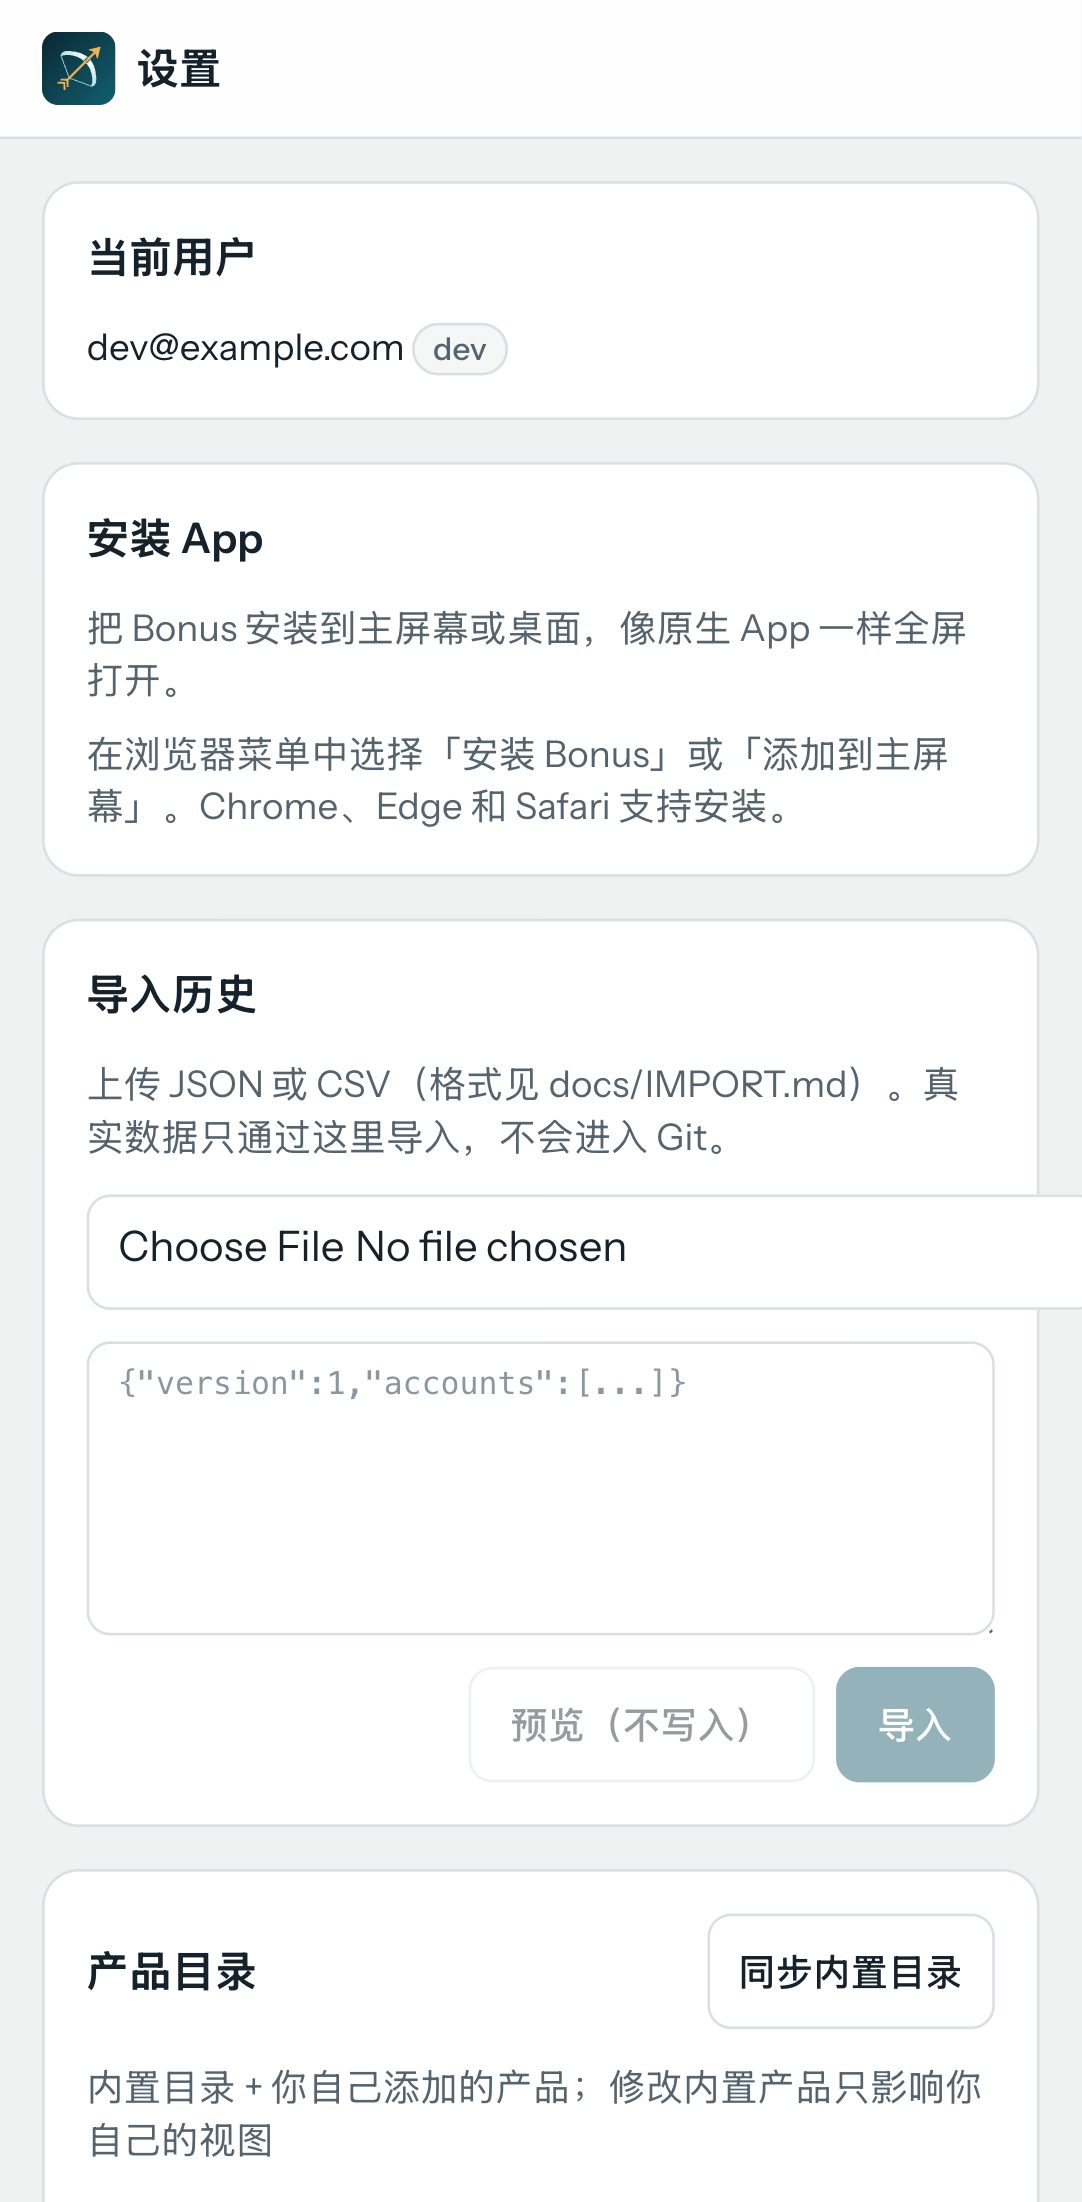 设置
当前用户
dev@example.com dev
安装 App
把 Bonus 安装到主屏幕或桌面，像原生 App 一样全屏
打开。
在浏览器菜单中选择「安装 Bonus」或「添加到主屏
幕」。Chrome、Edge 和 Safari 支持安装。
导入历史
上传 JSON 或 CSV（格式见 docs/IMPORT.md）。真
实数据只通过这里导入，不会进入 Git。
Choose File No file chosen
{"version":1,"accounts":[...]}
预览（不写入） 导入
产品目录 同步内置目录
内置目录 + 你自己添加的产品；修改内置产品只影响你
自己的视图